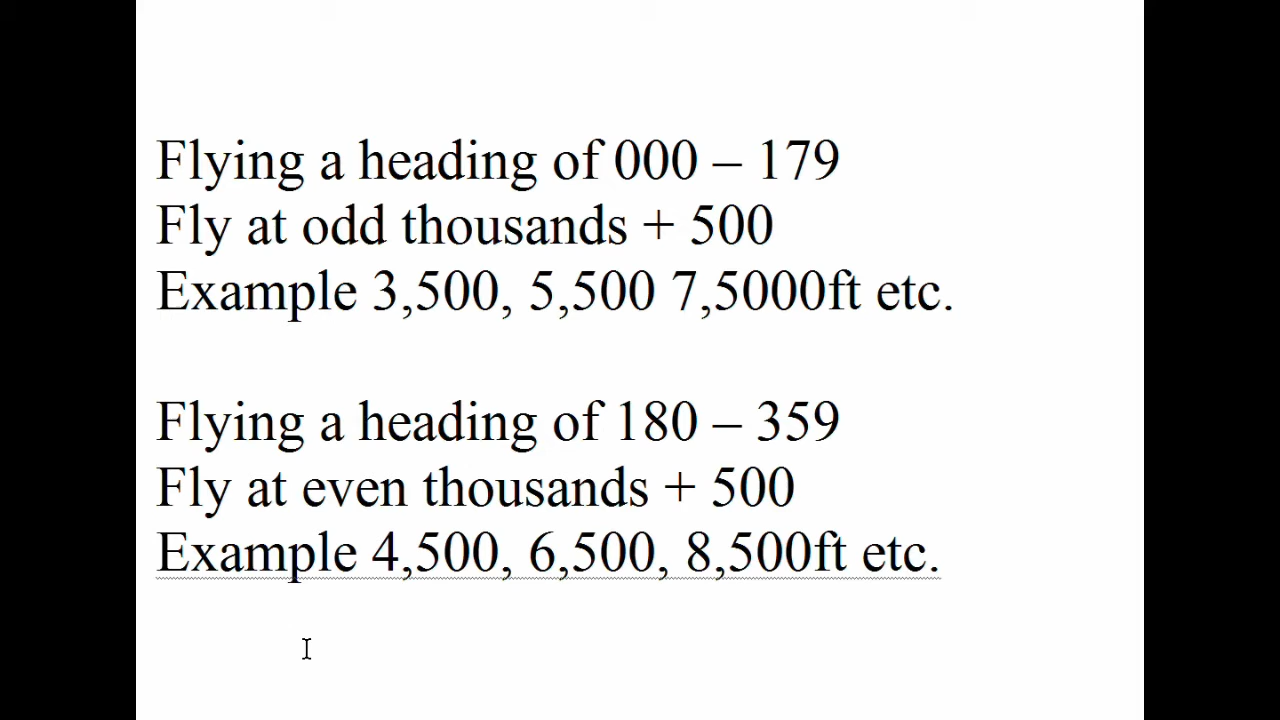 Flying a heading of 000 – 179
Fly at odd thousands + 500
Example 3,500, 5,500 7,5000ft etc.
Flying a heading of 180 – 359
Fly at even thousands + 500
Example 4,500, 6,500, 8,500ft etc.